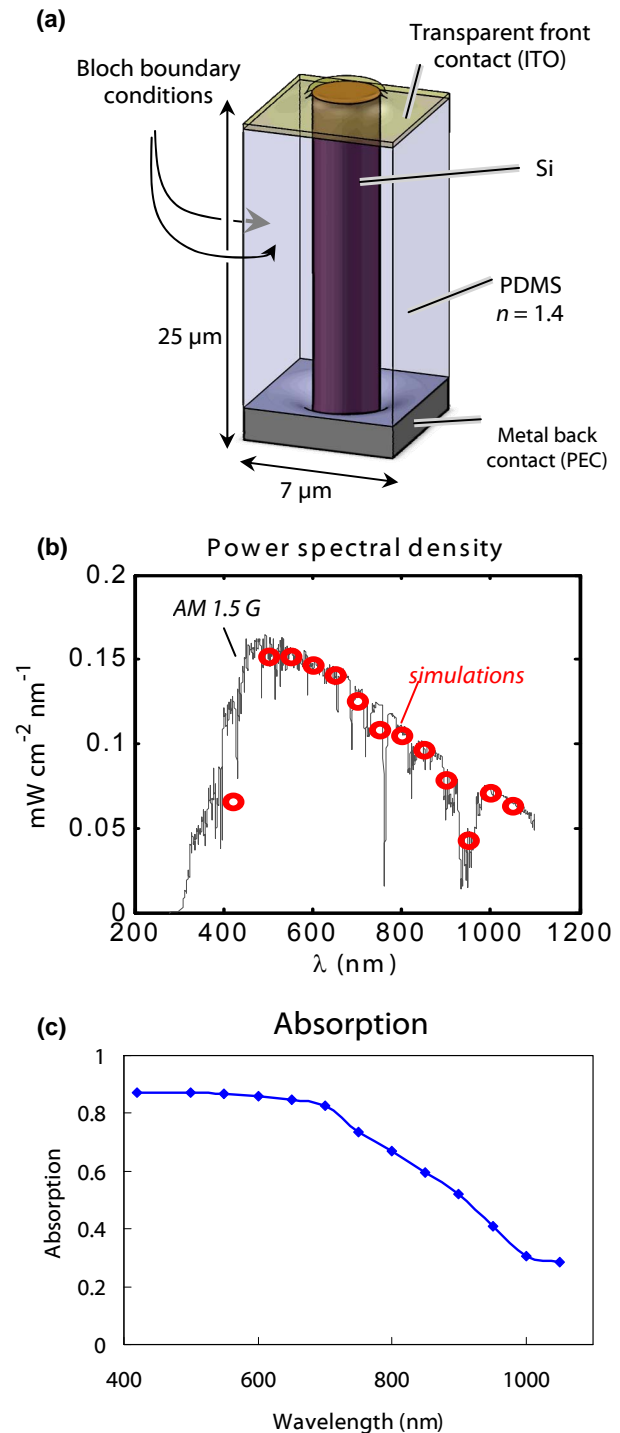 (a)
Transparent front
contact (ITO)
Bloch boundary
conditions
Si
PDMS
n = 1.4
25 µm
Metal back
contact (PEC)
7 µm
(b)
Power spectral density
0.2
AM 1.5 G
0.15
simulations
0.1
0.05
0
mW cm-2 nm-1
200 400 600 800 1000 1200
λ (nm)
(c)
Absorption
1
0.8
0.6
0.4
0.2
0
Absorption
400 600 800 1000
Wavelength (nm)